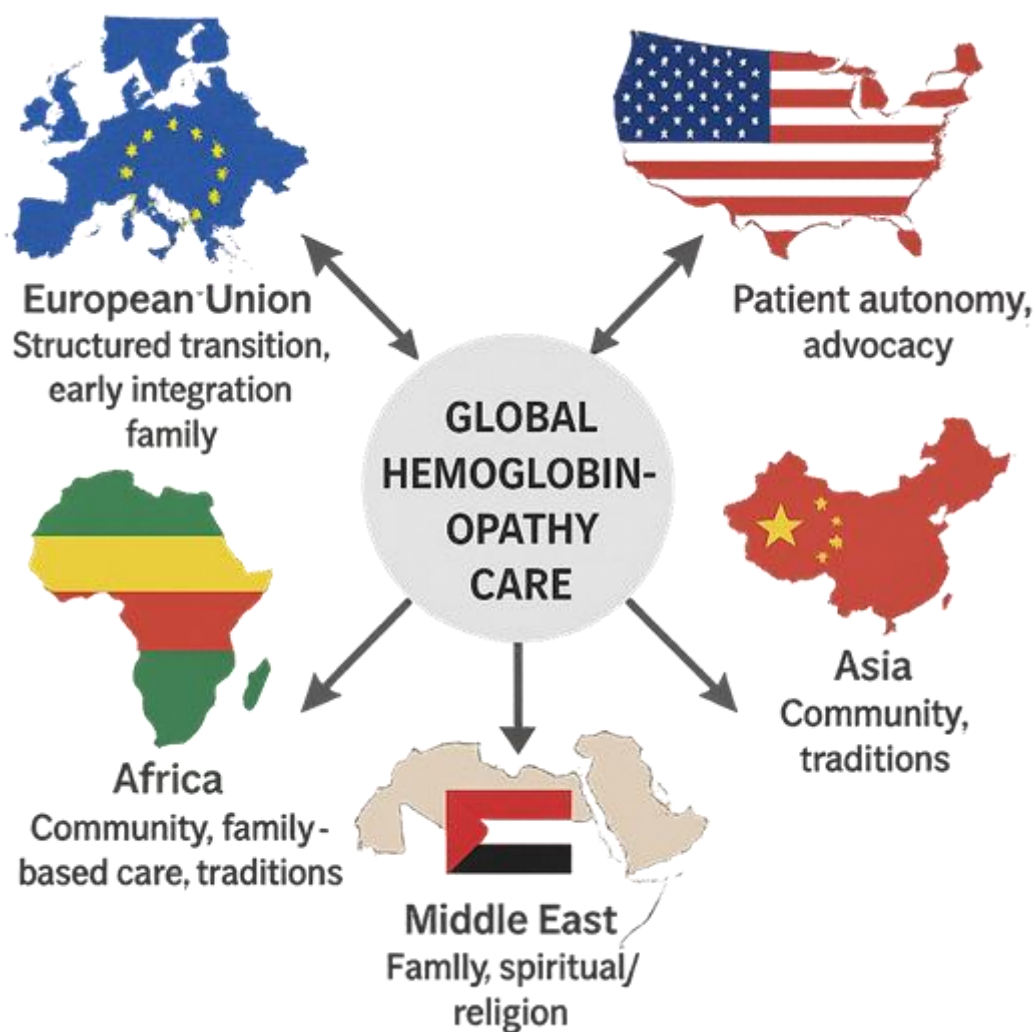 European Union
Structured transition,
early integration
family
Patient autonomy,
advocacy
GLOBAL
HEMOGLOBIN-
OPATHY
CARE
Asia
Community,
traditions
Africa
Community, family-
based care, traditions
Middle East
Famlly, spiritual/
religion